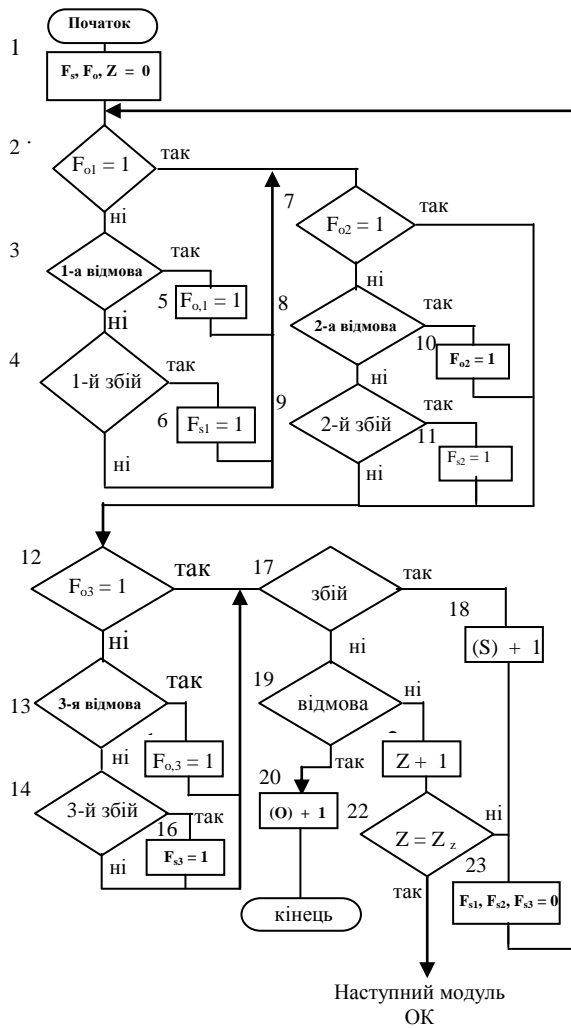 Початок
1
Fs, Fo, Z = 0
2
Fo1 = 1
так
ні
7
Fo2 = 1
так
ні
3
1-а відмова
так
5
Fo,1 = 1
ні
8
2-а відмова
так
10
Fo2 = 1
ні
4
1-й збій
так
6
Fs1 = 1
ні
9
2-й збій
так
11
Fs2 = 1
ні
12
Fo3 = 1
так
ні
17
збій
так
ні
18
(S) + 1
13
3-я відмова
так
Fo,3 = 1
ні
19
відмова
ні
так
Z + 1
14
3-й збій
так
16
Fs3 = 1
ні
20
(O) + 1
22
Z = Z z
ні
так
23
Fs1, Fs2, Fs3 = 0
кінець
Наступний модуль
ОК